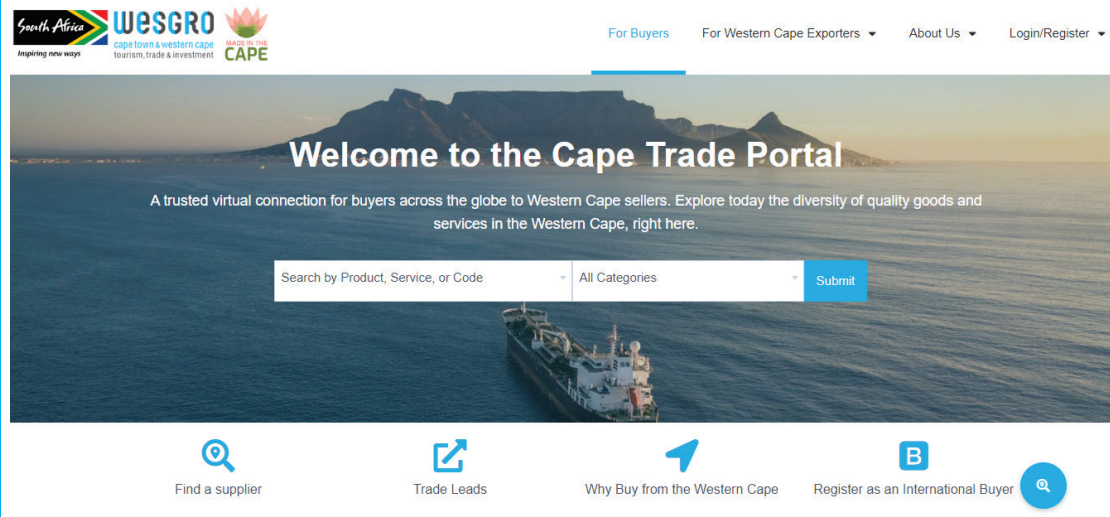 South Africa
Inspiring new ways
WESGRO
cape town & western cape
tourism, trade & investment
MADE IN THE
CAPE
For Buyers
For Western Cape Exporters
About Us
Login/Register
Welcome to the Cape Trade Portal
A trusted virtual connection for buyers across the globe to Western Cape sellers. Explore today the diversity of quality goods and
services in the Western Cape, right here.
Search by Product, Service, or Code
All Categories
Submit
Find a supplier
Trade Leads
Why Buy from the Western Cape
B
Register as an International Buyer